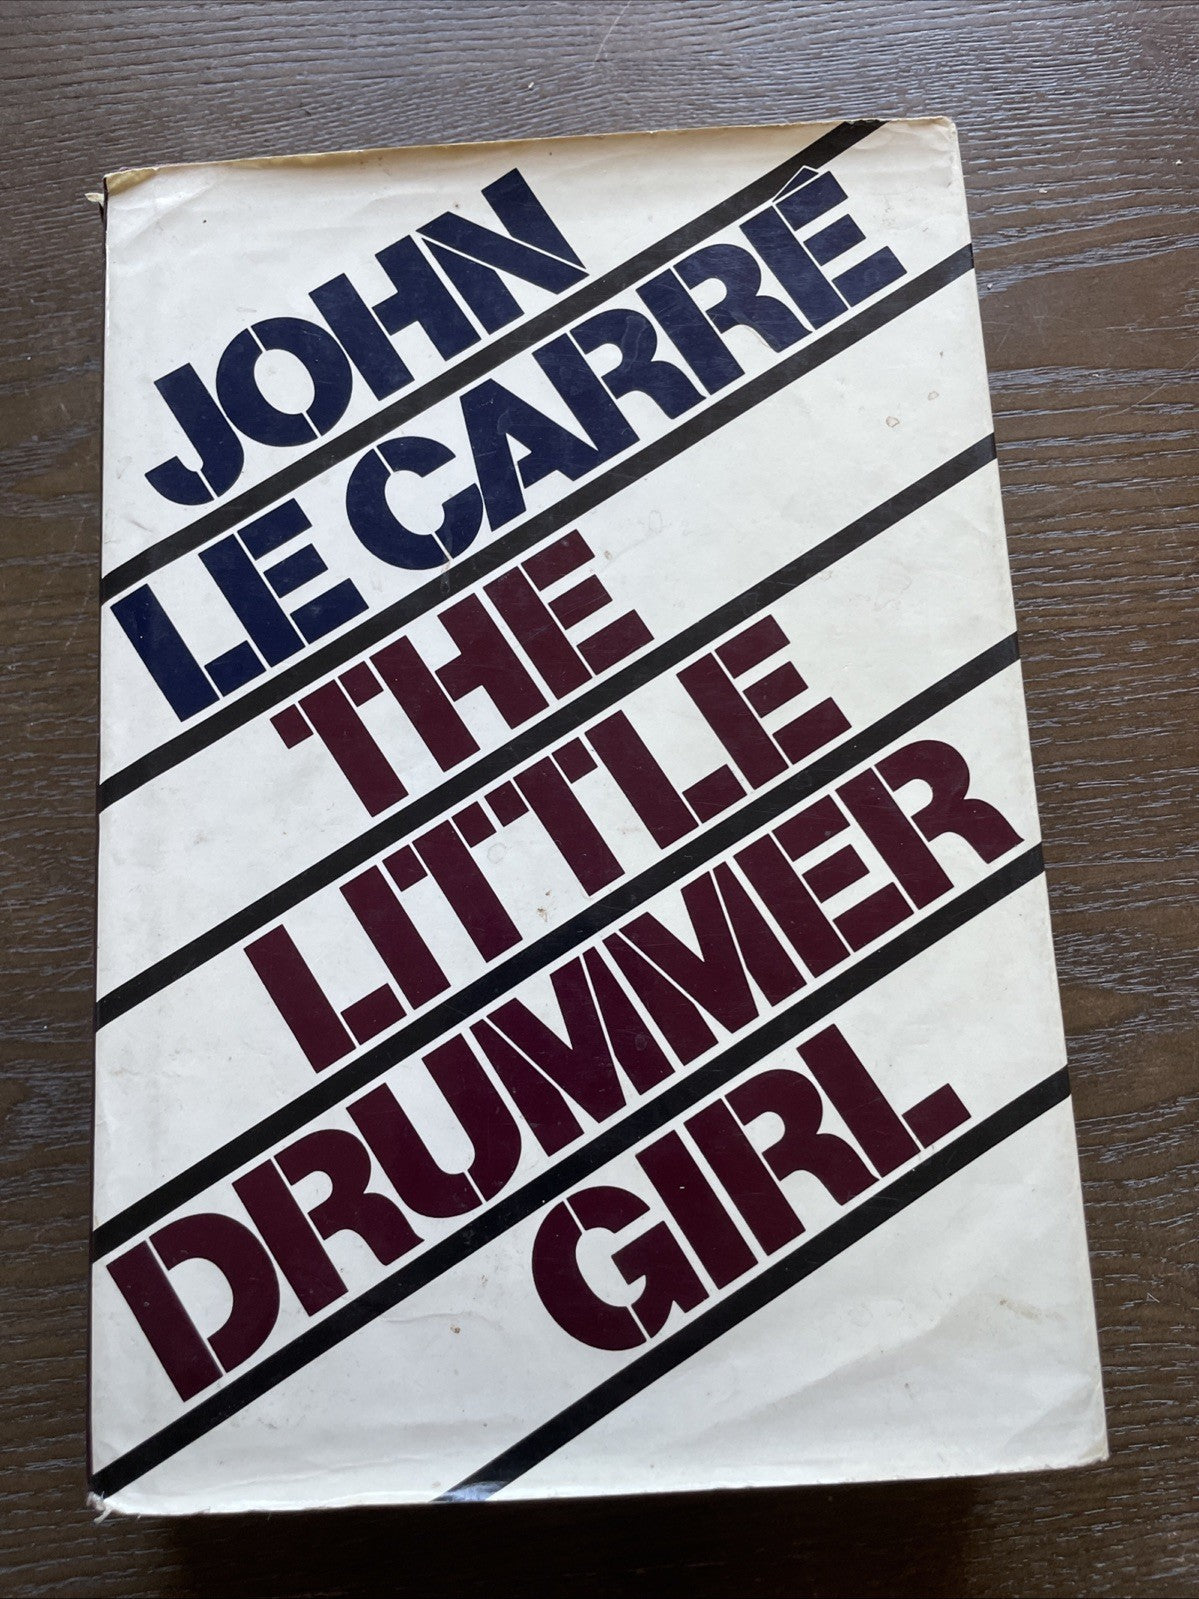 JOHN
LE CARRÉ
THE
LITTLE
DRUMMER
GIRL